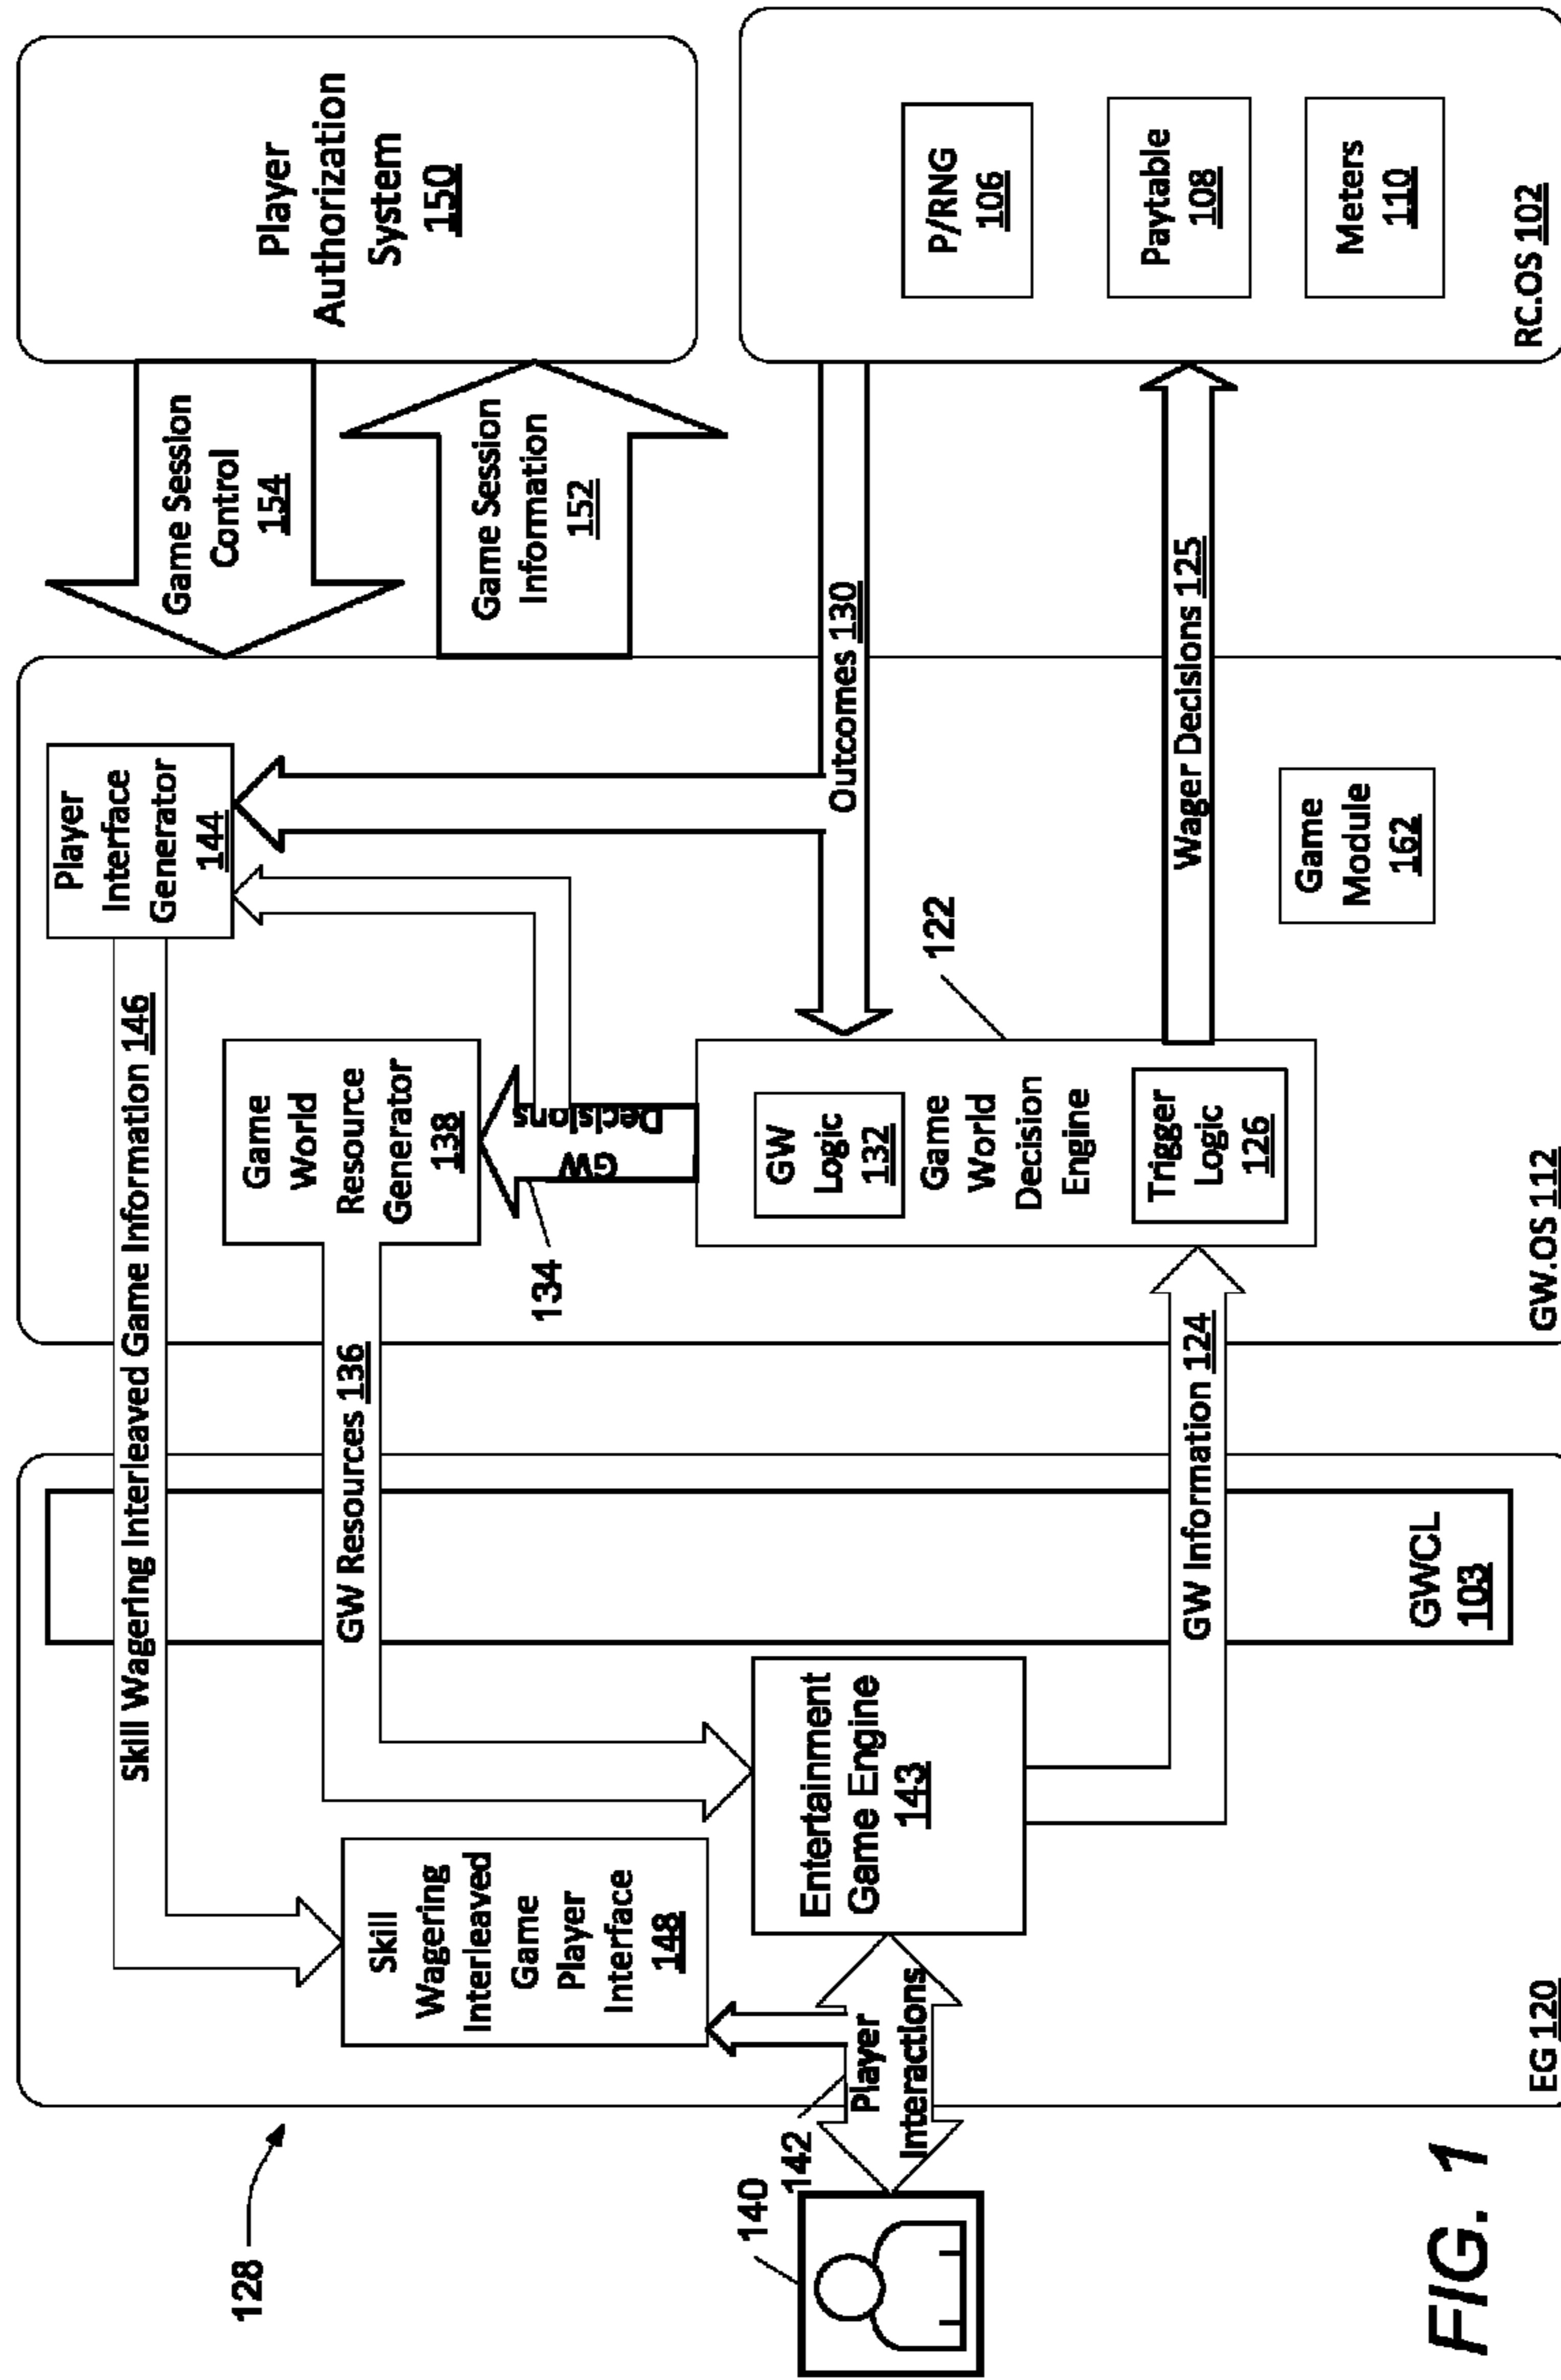 128
140
142
Player
Interactions
EG 120
Skill
Wagering
Interleaved
Game
Player
Interface
148
Entertainment
Game Engine
143
GWCL
103
Skill Wagering Interleaved Game Information 146
GW Resources 136
GW Information 124
GW.OS 112
Player
Interface
Generator
144
Game
World
Resource
Generator
138
134
GW
Decisions
122
GW
Logic
132
Game
World
Decision
Engine
Trigger
Logic
126
Game
Module
162
Outcomes 130
Wager Decisions 125
Game Session
Control
154
Game Session
Information
152
Player
Authorization
System
150
P/RNG
106
Paytable
108
Meters
110
RC.OS 102
FIG. 1